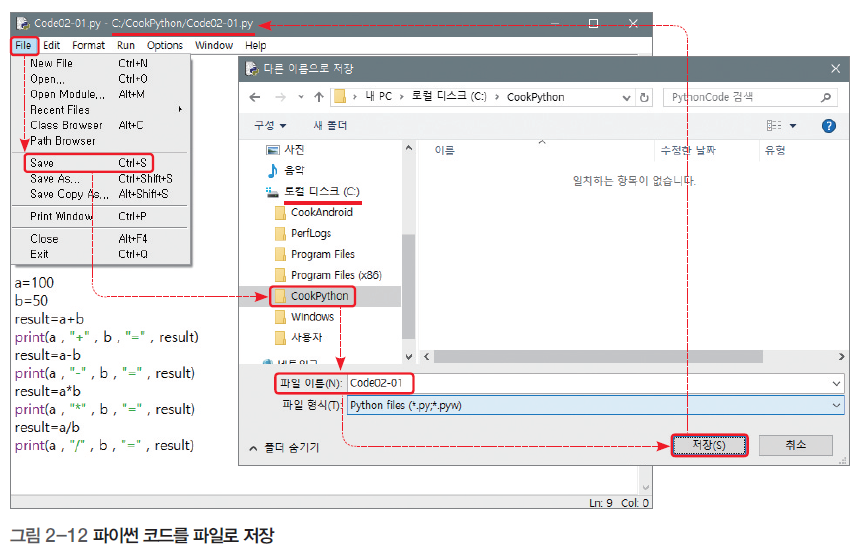 Code02-01.py - C:/CookPython/Code02-01.py
File Edit Format Run Options Window Help
New File Ctrl+N
Open... Ctrl+O
Open Module... Alt+M
Recent Files
Class Browser Alt+C
Path Browser
Save Ctrl+S
Save As... Ctrl+Shift+S
Save Copy As... Alt+Shift+S
Print Window Ctrl+P
Close Alt+F4
Exit Ctrl+Q
a=100
b=50
result=a+b
print(a , "+" , b , "=" , result)
result=a-b
print(a , "-" , b , "=" , result)
result=a*b
print(a , "*" , b , "=" , result)
result=a/b
print(a , "/" , b , "=" , result)
다른 이름으로 저장
내 PC > 로컬 디스크 (C:) > CookPython
PythonCode 검색
구성 새 폴더
이름 수정한 날짜 유형
일치하는 항목이 없습니다.
사진
음악
로컬 디스크 (C:)
CookAndroid
PerfLogs
Program Files
Program Files (x86)
CookPython
Windows
사용자
파일 이름(N): Code02-01
파일 형식(T): Python files (*.py;*.pyw)
폴더 숨기기
저장(S) 취소
Ln: 9 Col: 0
그림 2-12 파이썬 코드를 파일로 저장